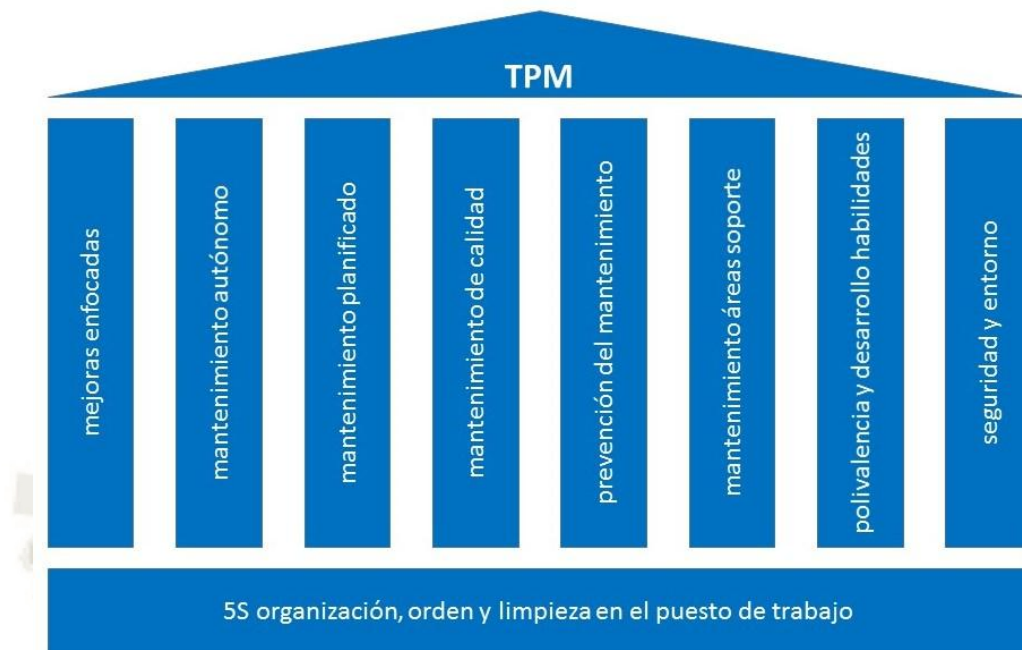 TPM
mejoras enfocadas
mantenimiento autónomo
mantenimiento planificado
mantenimiento de calidad
prevención del mantenimiento
mantenimiento áreas soporte
polivalencia y desarrollo habilidades
seguridad y entorno
5S organización, orden y limpieza en el puesto de trabajo